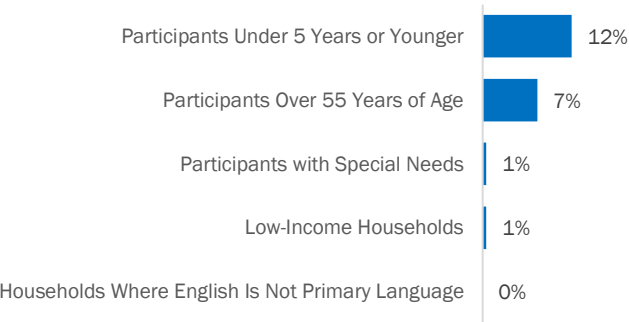 Participants Under 5 Years or Younger 12%
Participants Over 55 Years of Age 7%
Participants with Special Needs 1%
Low-Income Households 1%
Households Where English Is Not Primary Language 0%